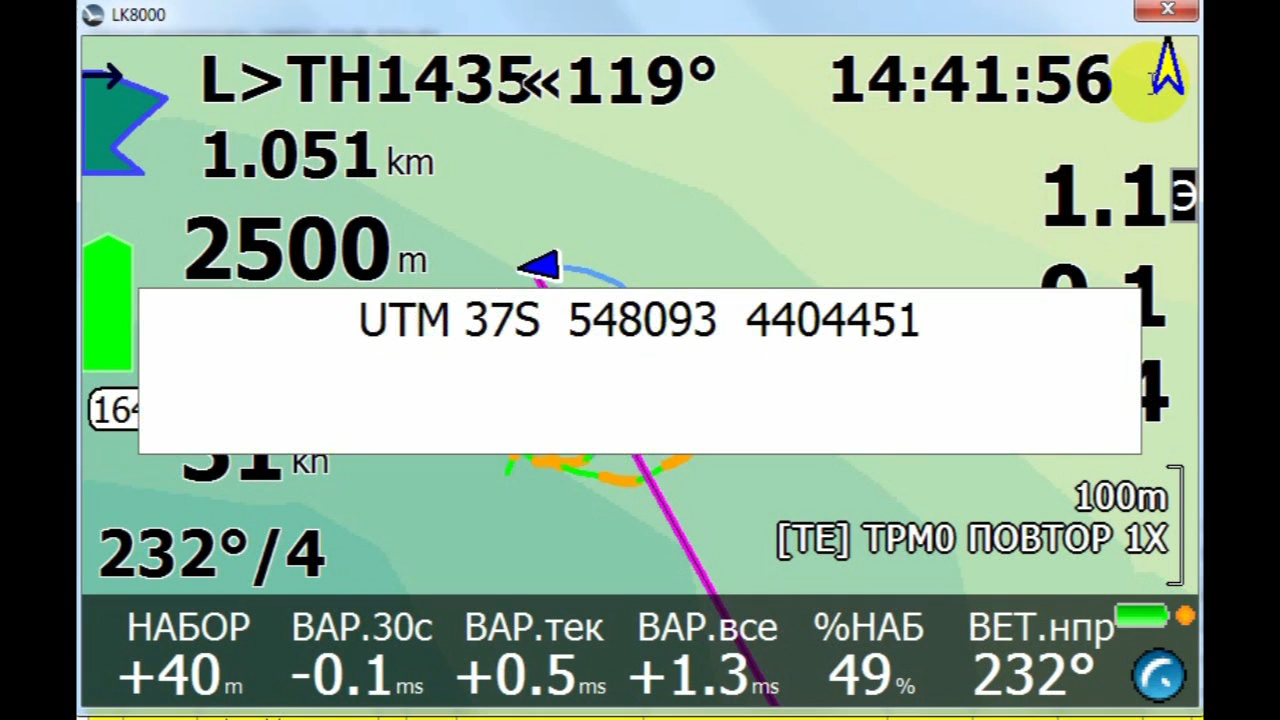 LK8000
L>TH1435«119° 14:41:56
1.051 km
1.1 Э
2500 m
UTM 37S 548093 4404451
232°/4
100m
[TE] ТРМ0 ПОВТОР 1X
НАБОР ВАР.30с ВАР.тек ВАР.все %НАБ ВЕТ.нпр
+40m -0.1ms +0.5ms +1.3ms 49% 232°